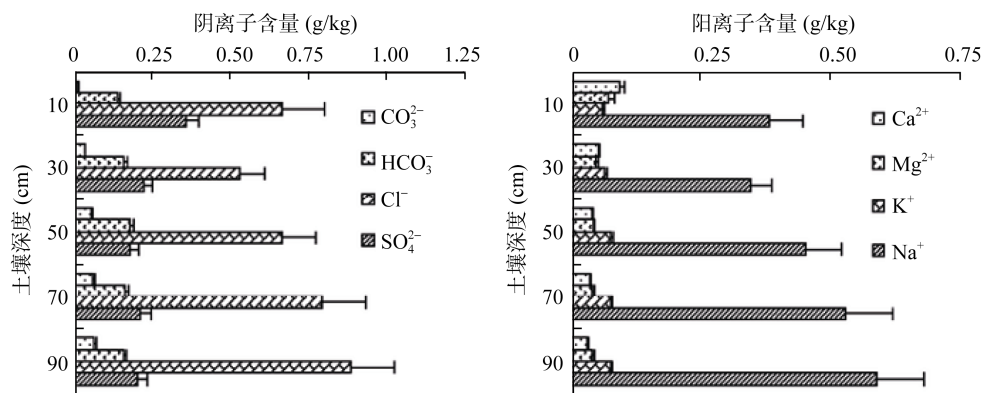 阴离子含量 (g/kg)
0 0.25 0.50 0.75 1.00 1.25
土壤深度 (cm)
10
30
50
70
90
CO₃²⁻
HCO₃⁻
Cl⁻
SO₄²⁻
阳离子含量 (g/kg)
0 0.25 0.50 0.75
土壤深度 (cm)
10
30
50
70
90
Ca²⁺
Mg²⁺
K⁺
Na⁺